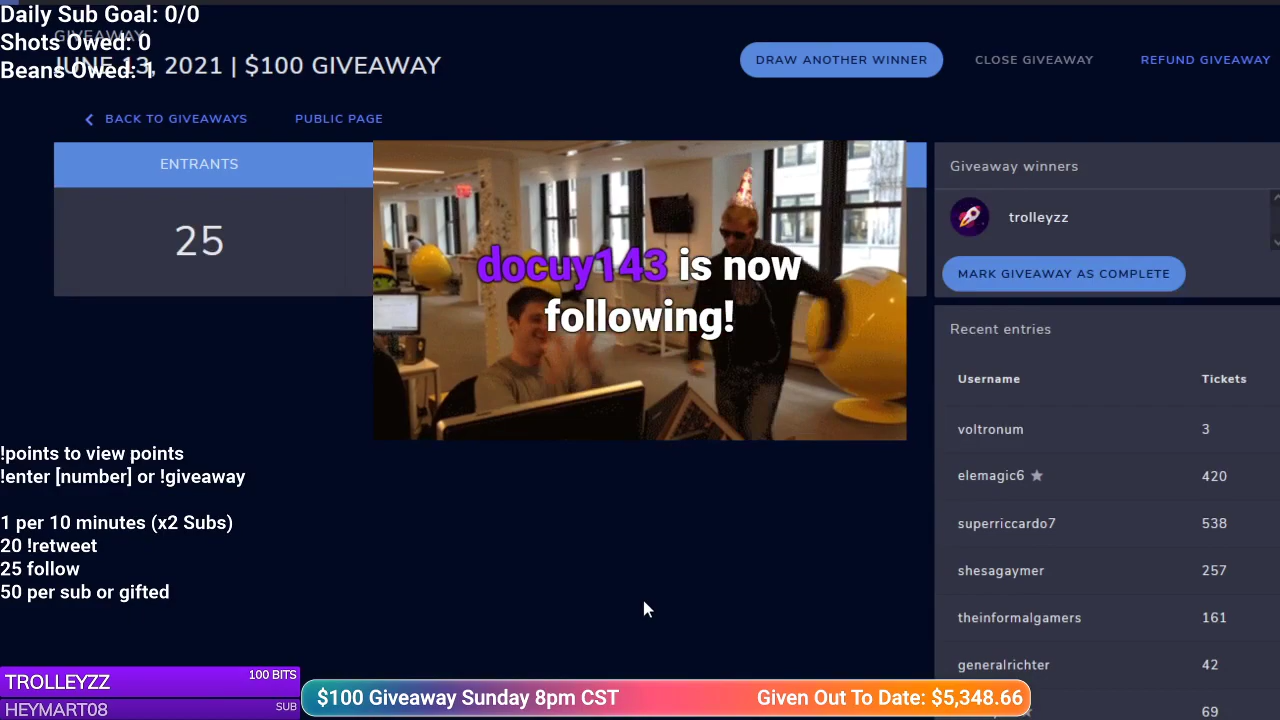 Daily Sub Goal: 0/0
GIVEAWAY
Shots Owed: 0
JUNE 13, 2021 | $100 GIVEAWAY
Beans Owed: 1
DRAW ANOTHER WINNER
CLOSE GIVEAWAY
REFUND GIVEAWAY
BACK TO GIVEAWAYS
PUBLIC PAGE
ENTRANTS
25
docuy143 is now
following!
Giveaway winners
trolleyzz
MARK GIVEAWAY AS COMPLETE
Recent entries
Username Tickets
voltronum 3
elemagic6 420
superriccardo7 538
shesagaymer 257
theinformalgamers 161
generalrichter 42
69
!points to view points
!enter [number] or !giveaway
1 per 10 minutes (x2 Subs)
20 !retweet
25 follow
50 per sub or gifted
TROLLEYZZ 100 BITS
HEYMART08 SUB
$100 Giveaway Sunday 8pm CST
Given Out To Date: $5,348.66